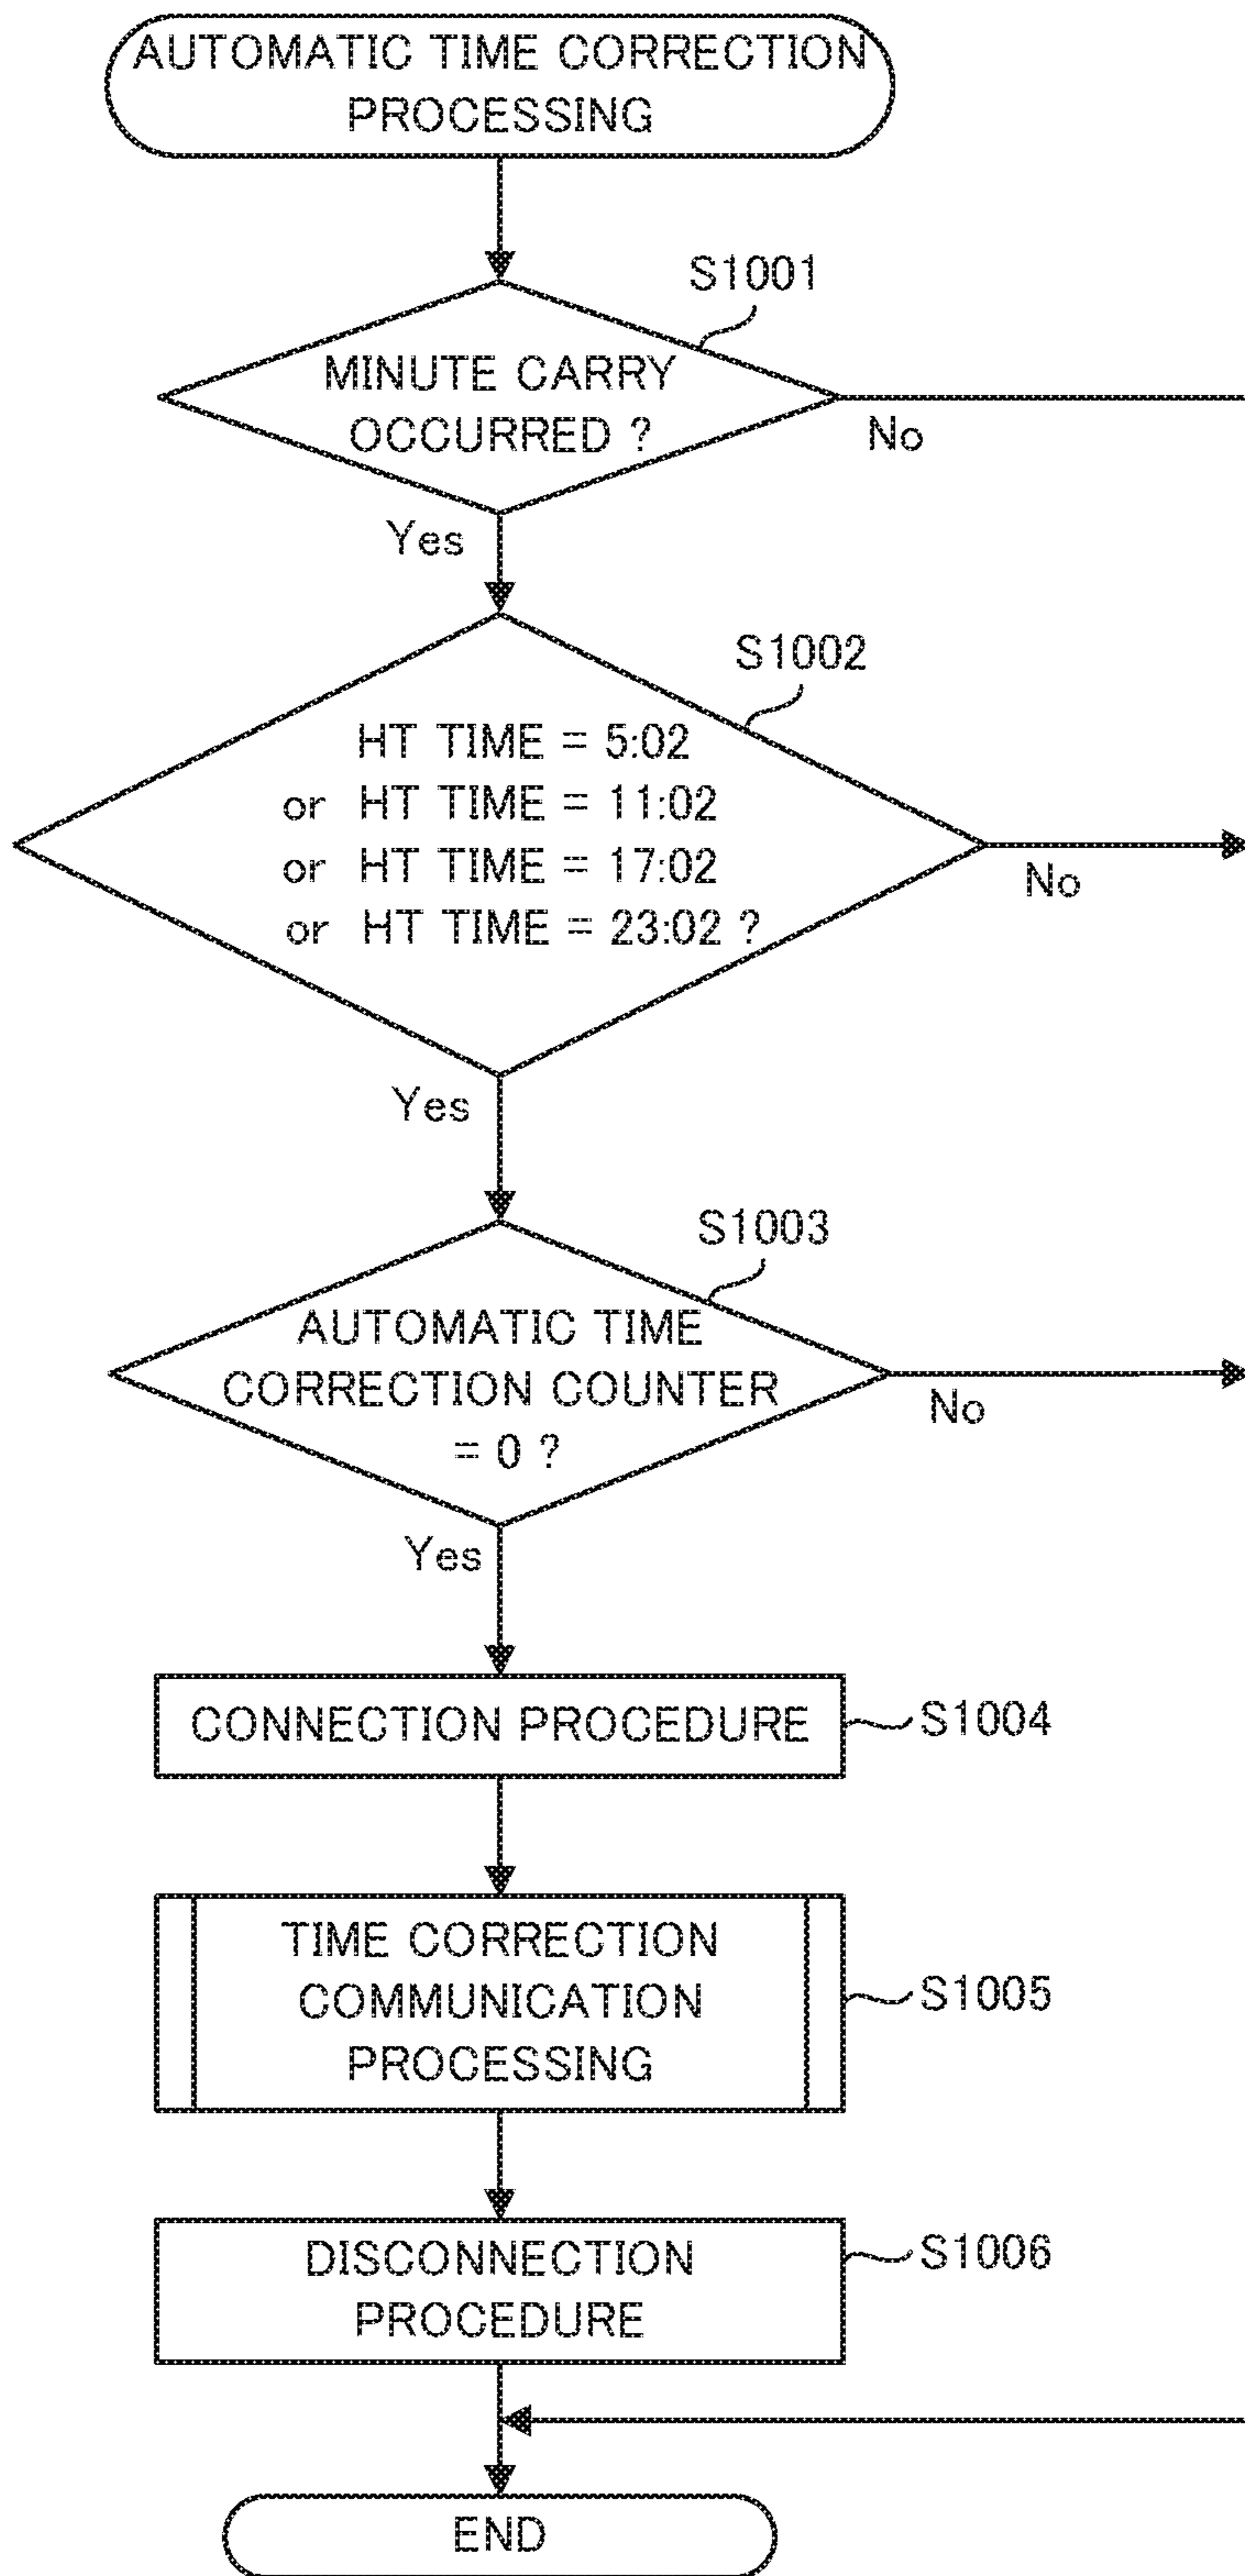 AUTOMATIC TIME CORRECTION
PROCESSING
S1001
MINUTE CARRY
OCCURRED ?
No
Yes
S1002
HT TIME = 5:02
or HT TIME = 11:02
or HT TIME = 17:02
or HT TIME = 23:02 ?
No
Yes
S1003
AUTOMATIC TIME
CORRECTION COUNTER
= 0 ?
No
Yes
CONNECTION PROCEDURE
S1004
TIME CORRECTION
COMMUNICATION
PROCESSING
S1005
DISCONNECTION
PROCEDURE
S1006
END